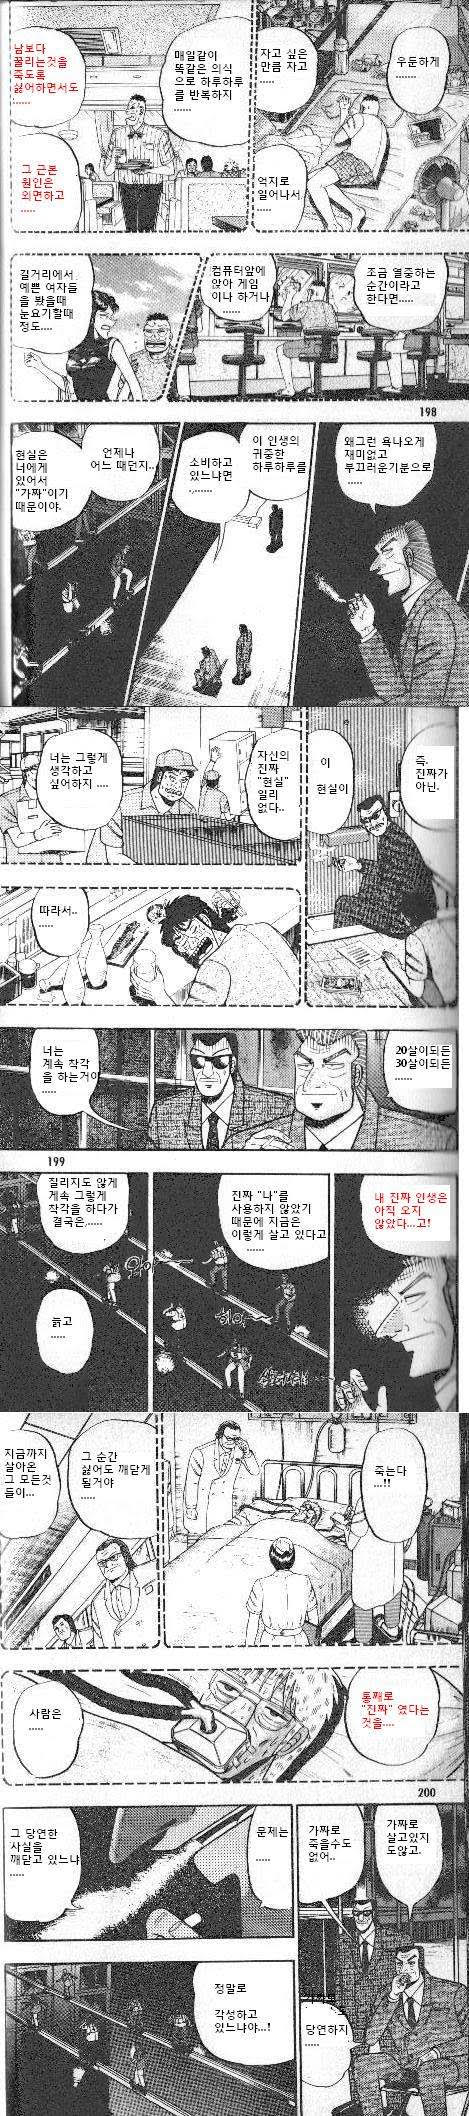 우둔하게
.......
자고 싶은
만큼 자고
.....
억지로
일어나서
.....
매일같이
똑같은 의식
으로 하루하루
를 반복하지
......
남보다
꿀리는것을
죽도록
싫어하면서도
......
그 근본
원인은
외면하고
.....
조금 열중하는
순간이라고
한다면.....
컴퓨터앞에
앉아 게임
이나 하거나
......
길거리에서
예쁜 여자들
을 봤을때
눈요기할때
정도....
198
왜그런 욕나오게
재미없고
부끄러운기분으로
.....
이 인생의
귀중한
하루하루를
소비하고
있느냐면
.......
언제나
어느 때던지..
현실은
너에게
있어서
"가짜"이기
때문이야.
즉.
진짜가
아닌.
이
현실이
자신의
진짜
"현실"
일리
없다..
너는 그렇게
생각하고
싶어하지 ....
따라서..
.....
20살이되든
30살이되든
......
너는
계속 착각
을 하는거야
199
내 진짜 인생은
아직 오지
않았다...고!
진짜 "나"를
사용하지 않았기
때문에 지금은
이렇게 살고 있다고
......
질리지도 않게
계속 그렇게
착각을 하다가
결국은,.....
늙고
.....
죽는다
...!!
그 순간
싫어도 깨닫게
될거야
.....
지금까지
살아온
그 모든것
들이...
통째로
"진짜" 였다는
것을....
사람은
.....
200
가짜로
살고있지
도않고.
가짜로
죽을수도
없어..
당연하지
.....
문제는
.....
그 당연한
사실을
깨닫고 있느냐
.....
정말로
각성하고
있느냐야...!